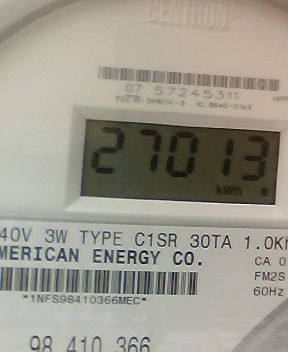 CENTRON
07 57245311
27013
kWh
40V 3W TYPE C1SR 30TA 1.0Kh
MERICAN ENERGY CO.
CA 0
FM2S
60Hz
*1NFS98410366MEC*
98 410 366